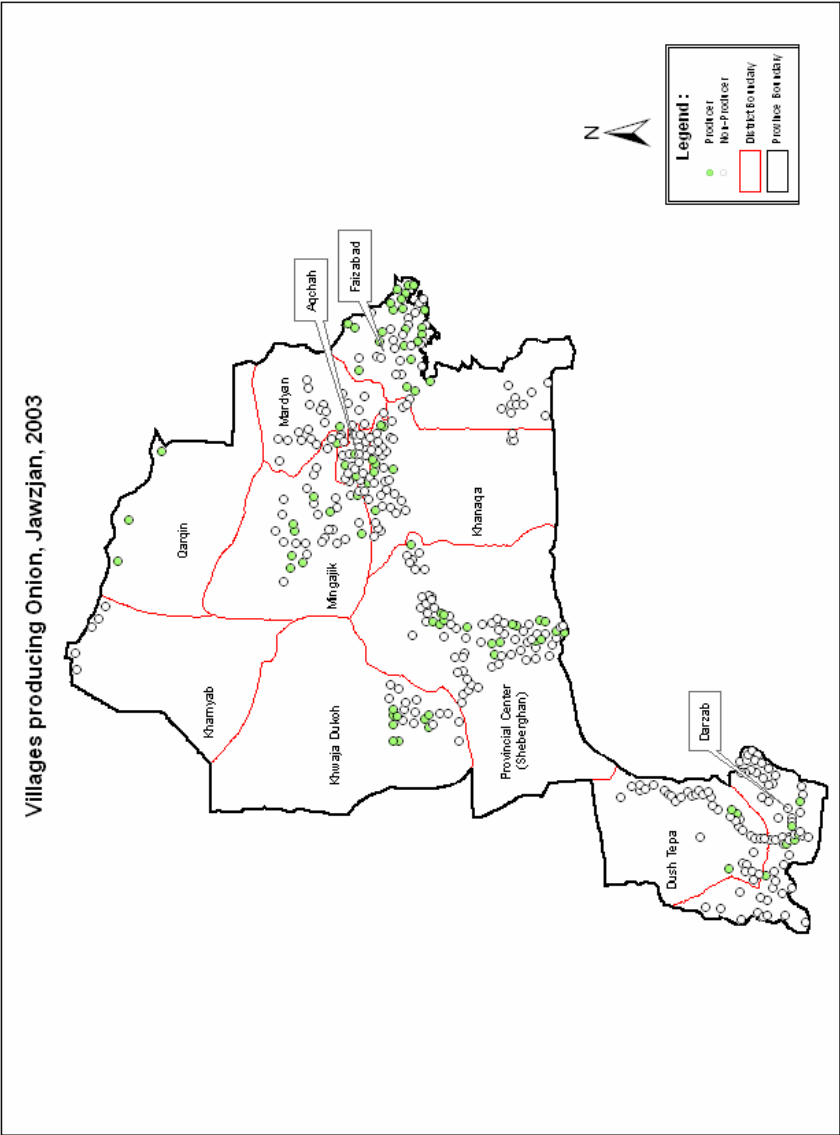 Villages producing Onion, Jawzjan, 2003
N
Legend :
Producer
Non-Producer
District Boundary
Province Boundary
Aqchah
Faizabad
Mardyan
Qarqin
Mingajik
Khanaqa
Khamyab
Khwaja Dukoh
Provincial Center
(Sheberghan)
Darzab
Dush Tepa